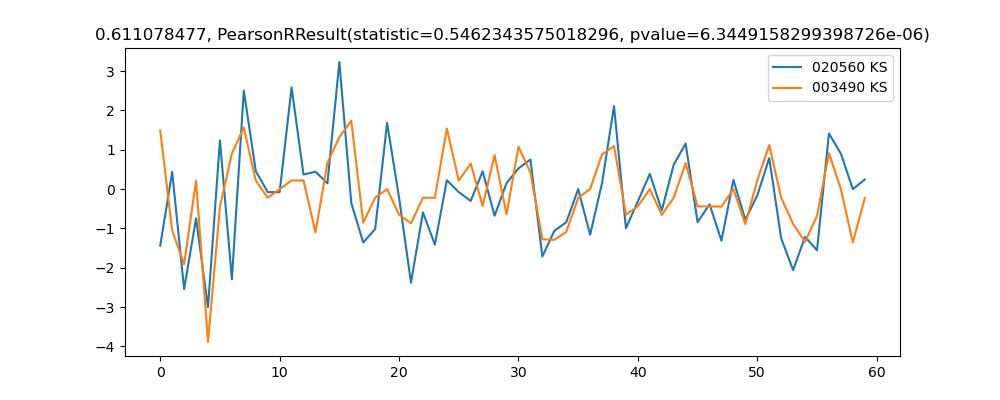 0.611078477, PearsonRResult(statistic=0.5462343575018296, pvalue=6.3449158299398726e-06)
020560 KS
003490 KS
3
2
1
0
−1
−2
−3
−4
0 10 20 30 40 50 60